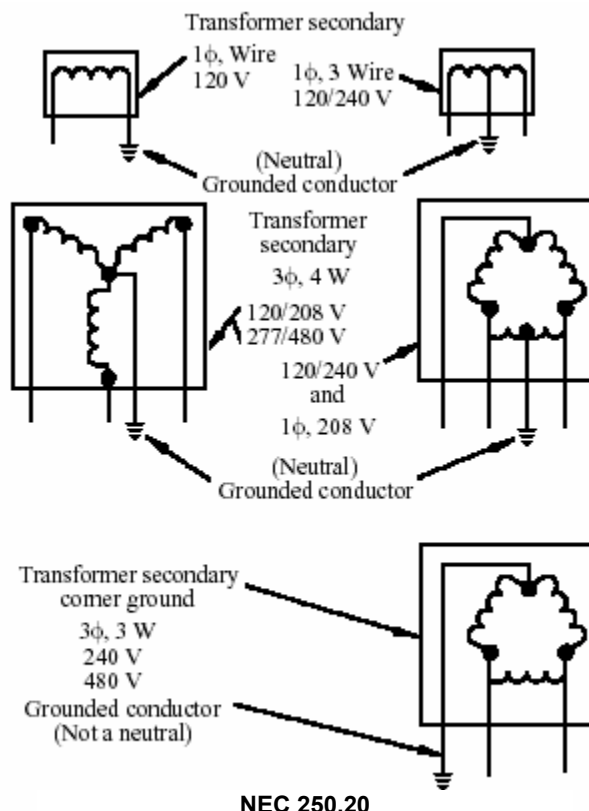 Transformer secondary
1ϕ, Wire
120 V
1ϕ, 3 Wire
120/240 V
(Neutral)
Grounded conductor
Transformer
secondary
3ϕ, 4 W
120/208 V
277/480 V
120/240 V
and
1ϕ, 208 V
(Neutral)
Grounded conductor
Transformer secondary
corner ground
3ϕ, 3 W
240 V
480 V
Grounded conductor
(Not a neutral)
NEC 250.20